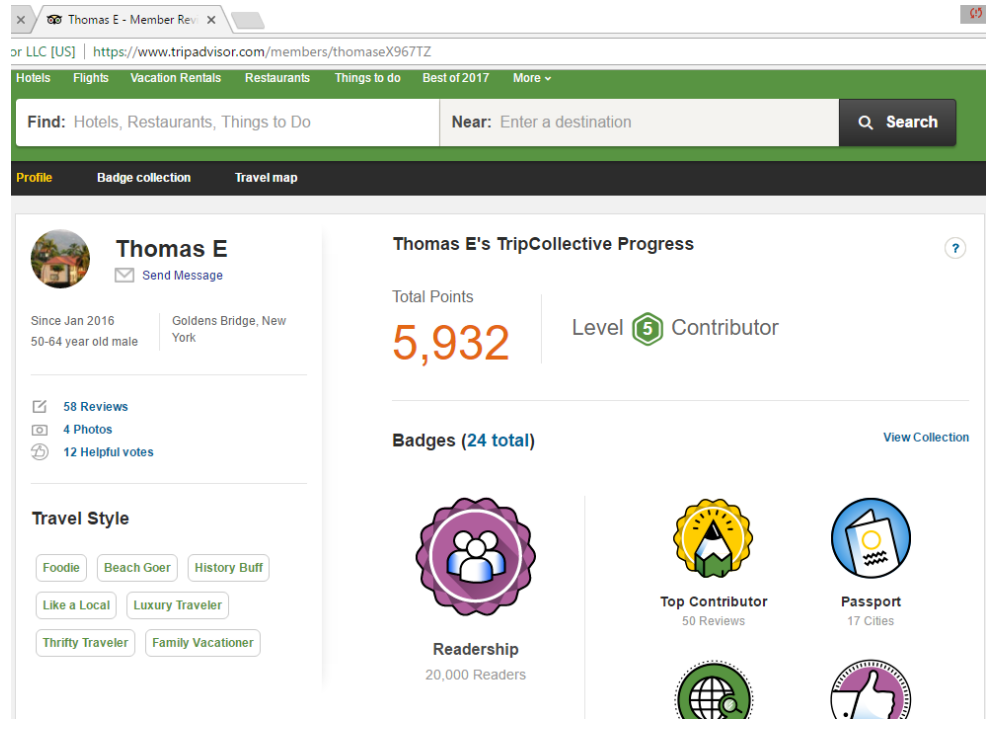 Thomas E - Member Rev
or LLC [US] | https://www.tripadvisor.com/members/thomaseX967TZ
Hotels Flights Vacation Rentals Restaurants Things to do Best of 2017 More
Find: Hotels, Restaurants, Things to Do Near: Enter a destination Search
Profile Badge collection Travel map
Thomas E
Send Message
Since Jan 2016
50-64 year old male
Goldens Bridge, New
York
58 Reviews
4 Photos
12 Helpful votes
Travel Style
Foodie Beach Goer History Buff
Like a Local Luxury Traveler
Thrifty Traveler Family Vacationer
Thomas E's TripCollective Progress
?
Total Points
5,932
Level 5 Contributor
Badges (24 total)
View Collection
Readership
20,000 Readers
Top Contributor
50 Reviews
Passport
17 Cities